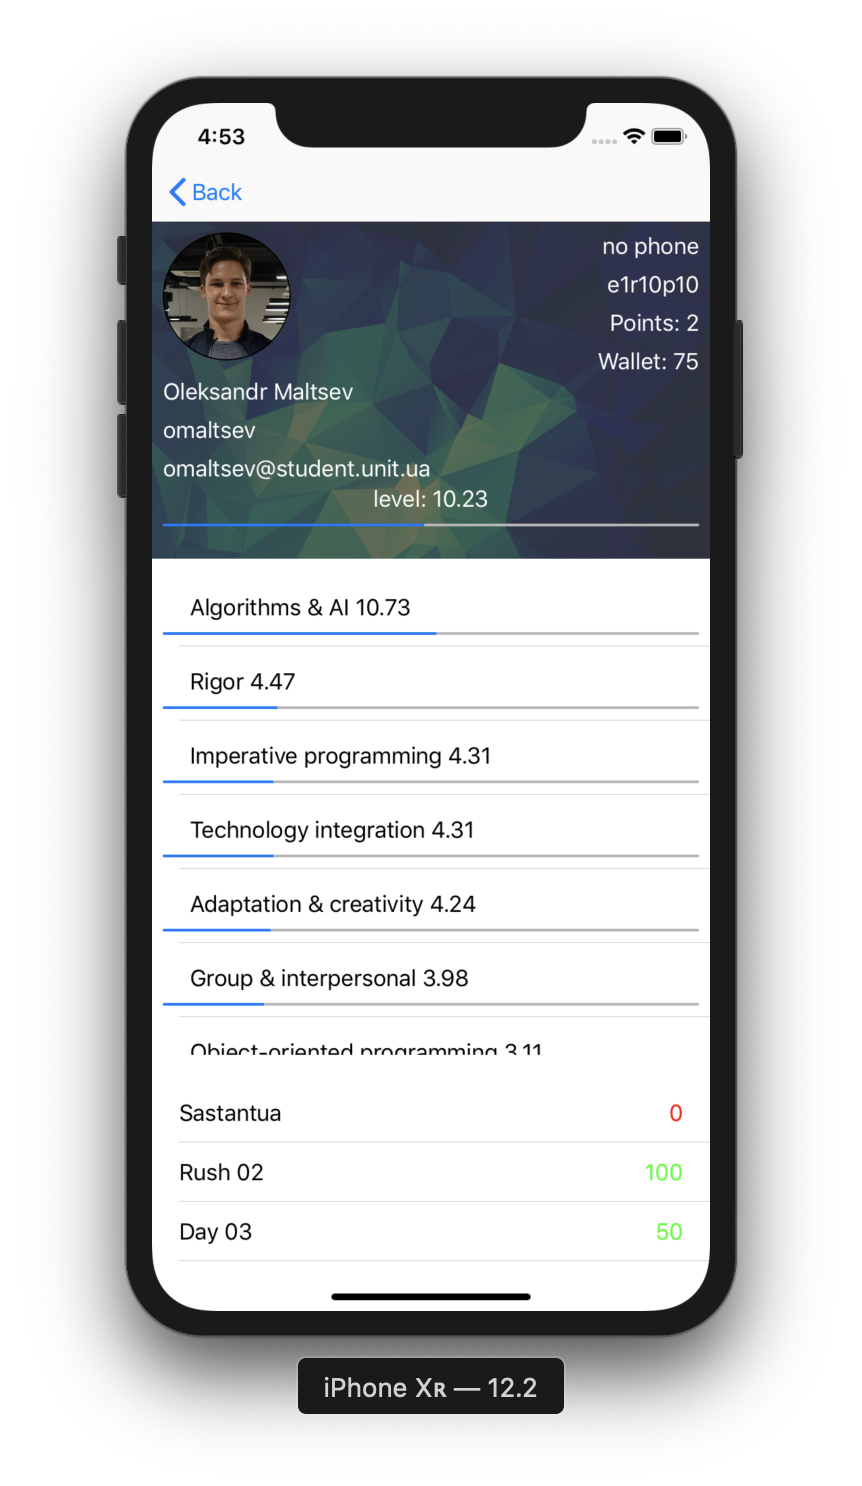 4:53
Back
no phone
e1r10p10
Points: 2
Wallet: 75
Oleksandr Maltsev
omaltsev
omaltsev@student.unit.ua
level: 10.23
Algorithms & AI 10.73
Rigor 4.47
Imperative programming 4.31
Technology integration 4.31
Adaptation & creativity 4.24
Group & interpersonal 3.98
Object-oriented programming 3.11
Sastantua 0
Rush 02 100
Day 03 50
iPhone Xʀ — 12.2